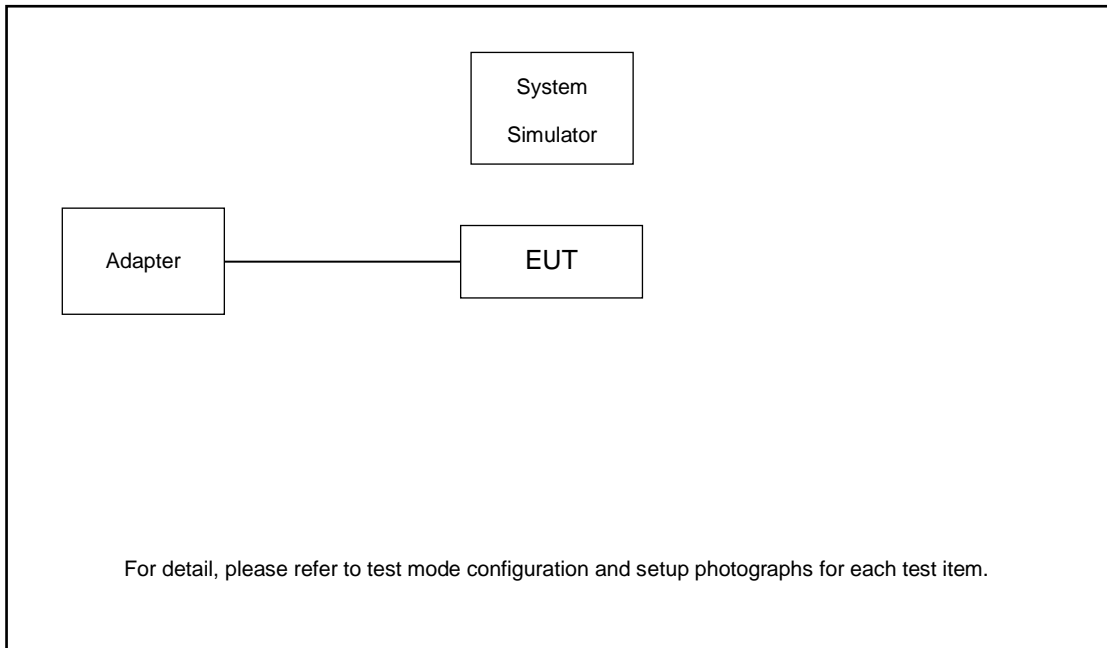 System
Simulator
Adapter
EUT
For detail, please refer to test mode configuration and setup photographs for each test item.